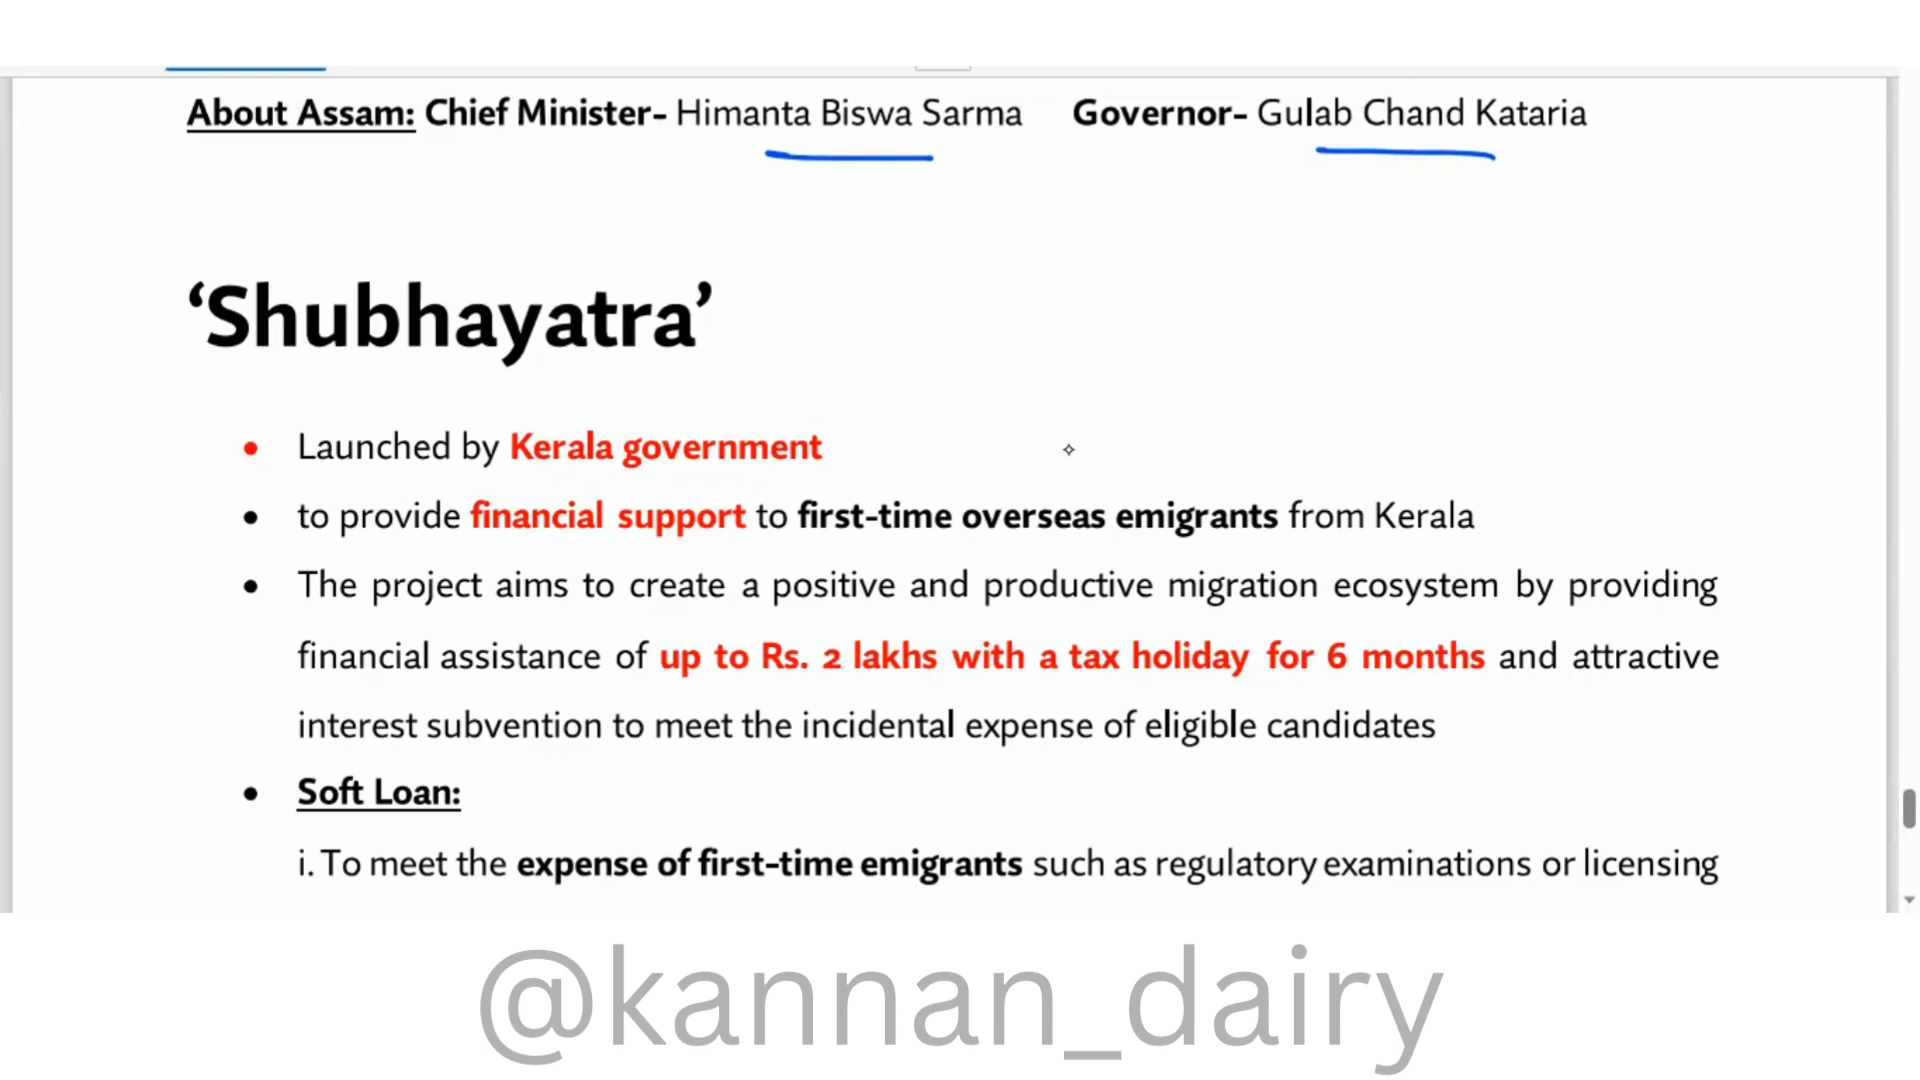 About Assam: Chief Minister- Himanta Biswa Sarma Governor- Gulab Chand Kataria
‘Shubhayatra’
• Launched by Kerala government
• to provide financial support to first-time overseas emigrants from Kerala
• The project aims to create a positive and productive migration ecosystem by providing
financial assistance of up to Rs. 2 lakhs with a tax holiday for 6 months and attractive
interest subvention to meet the incidental expense of eligible candidates
• Soft Loan:
i. To meet the expense of first-time emigrants such as regulatory examinations or licensing
@kannan_dairy